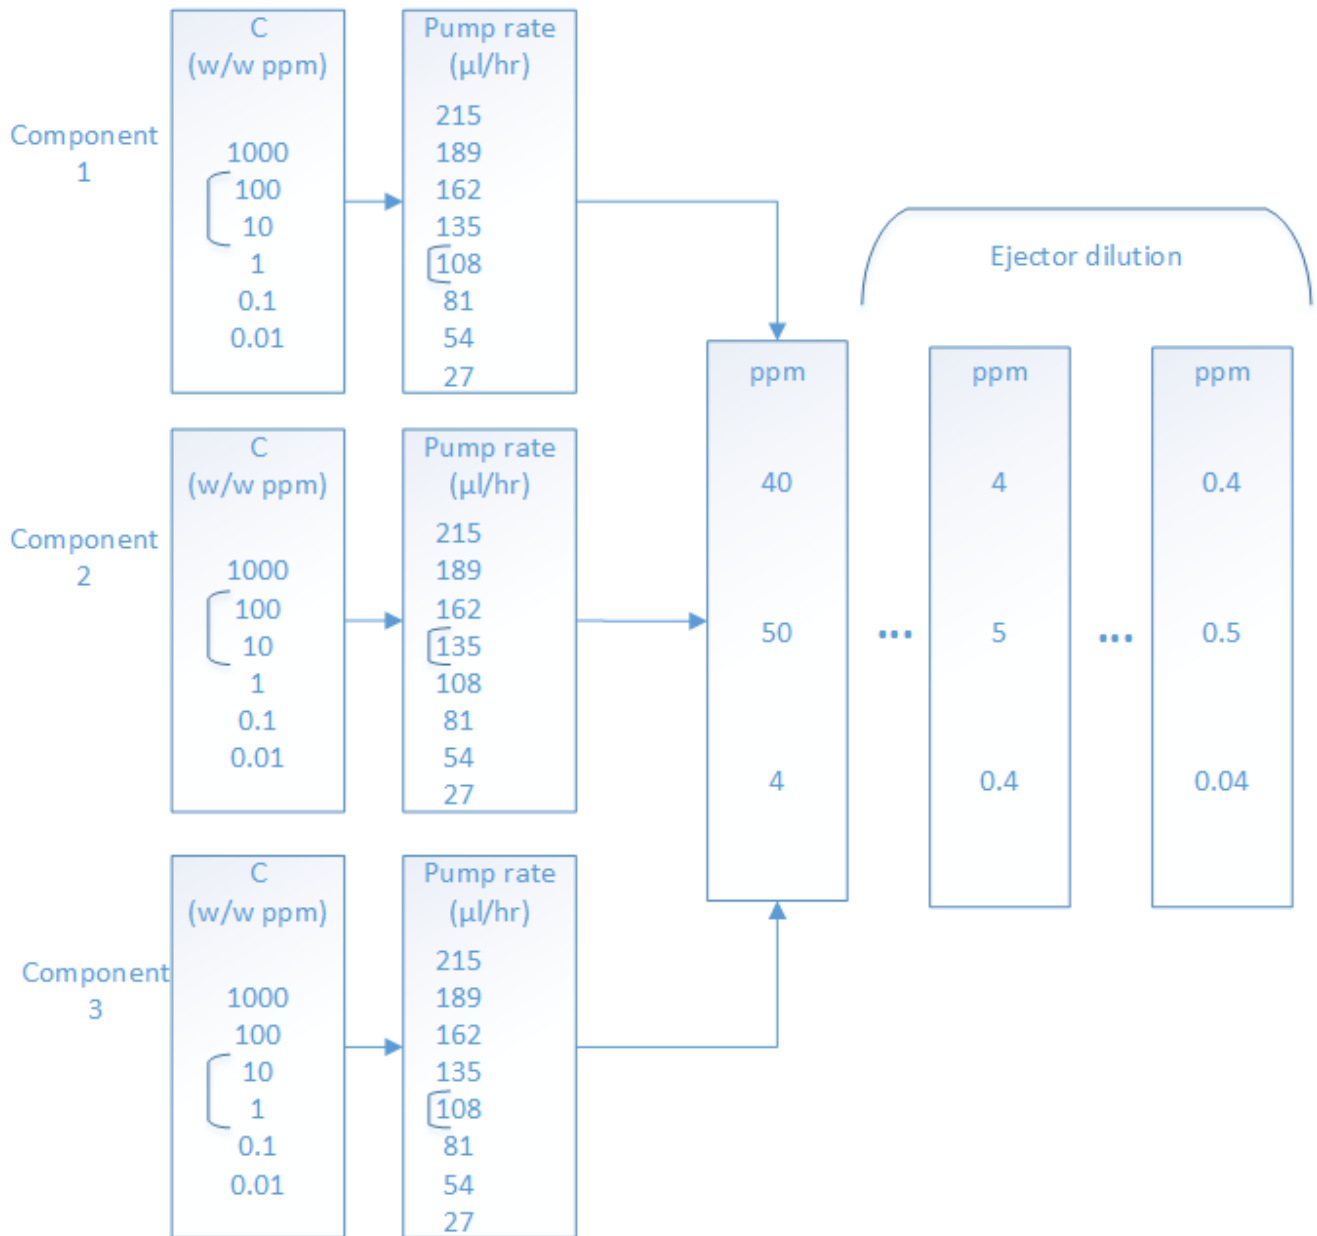 Component
1
C
(w/w ppm)
1000
100
10
1
0.1
0.01
Pump rate
(µl/hr)
215
189
162
135
108
81
54
27
Component
2
C
(w/w ppm)
1000
100
10
1
0.1
0.01
Pump rate
(µl/hr)
215
189
162
135
108
81
54
27
Component
3
C
(w/w ppm)
1000
100
10
1
0.1
0.01
Pump rate
(µl/hr)
215
189
162
135
108
81
54
27
ppm
40
50
4
Ejector dilution
...
ppm
4
5
0.4
...
ppm
0.4
0.5
0.04